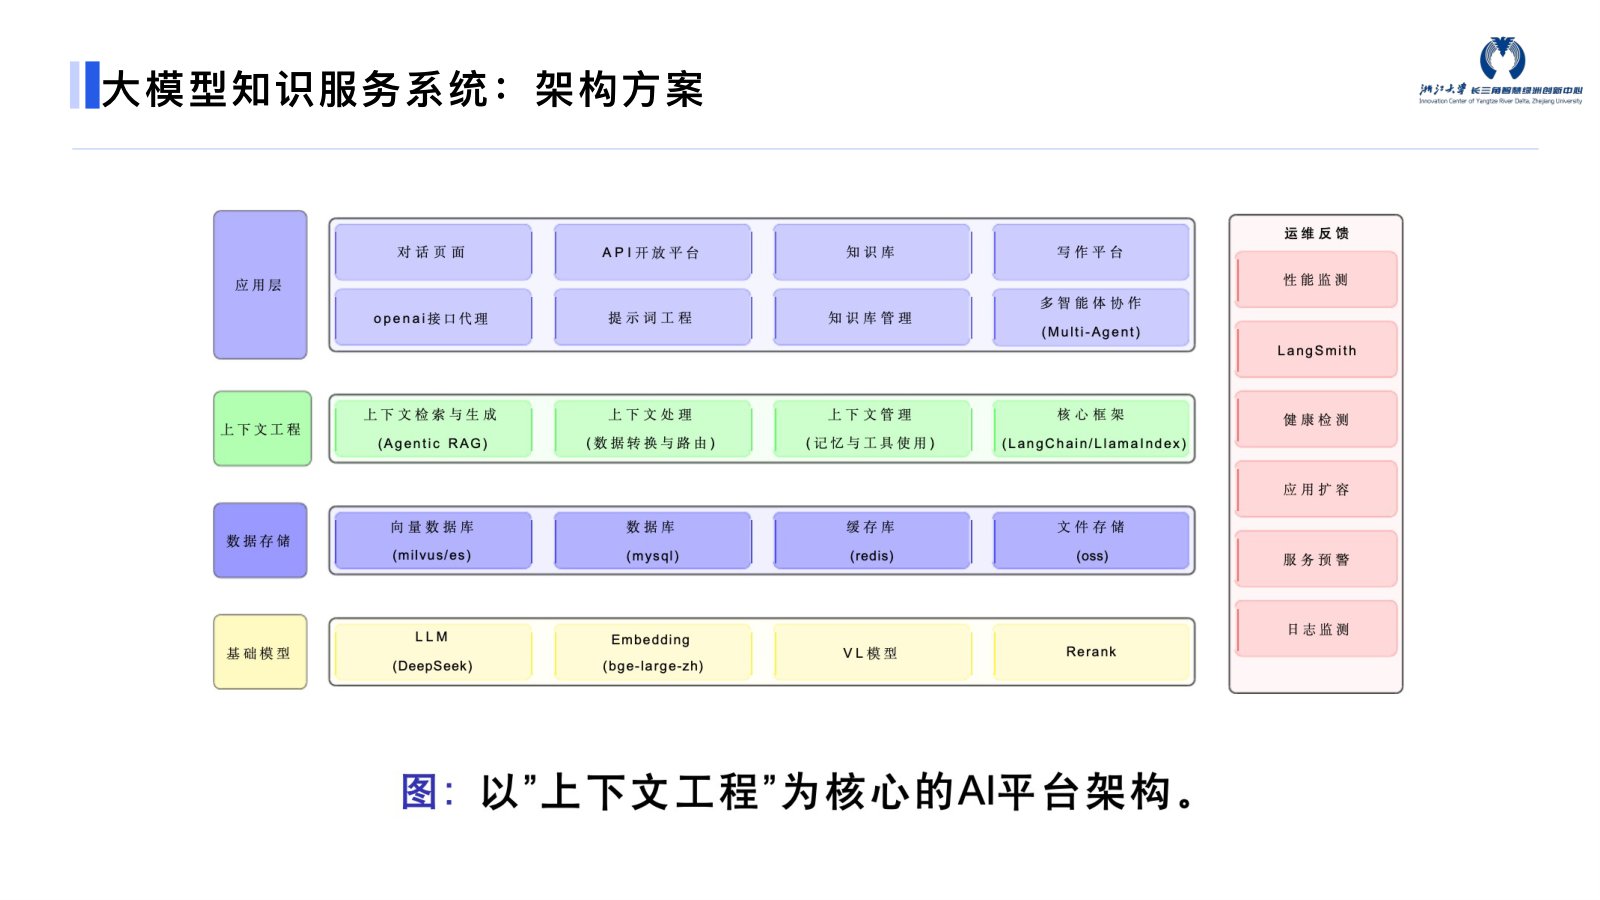 大模型知识服务系统：架构方案
浙江大学 长三角智慧绿洲创新中心
Innovation Center of Yangtze River Delta, Zhejiang University
应用层
对话页面
API开放平台
知识库
写作平台
openai接口代理
提示词工程
知识库管理
多智能体协作
(Multi-Agent)
上下文工程
上下文检索与生成
(Agentic RAG)
上下文处理
(数据转换与路由)
上下文管理
(记忆与工具使用)
核心框架
(LangChain/LlamaIndex)
数据存储
向量数据库
(milvus/es)
数据库
(mysql)
缓存库
(redis)
文件存储
(oss)
基础模型
LLM
(DeepSeek)
Embedding
(bge-large-zh)
VL模型
Rerank
运维反馈
性能监测
LangSmith
健康检测
应用扩容
服务预警
日志监测
图：以”上下文工程”为核心的AI平台架构。